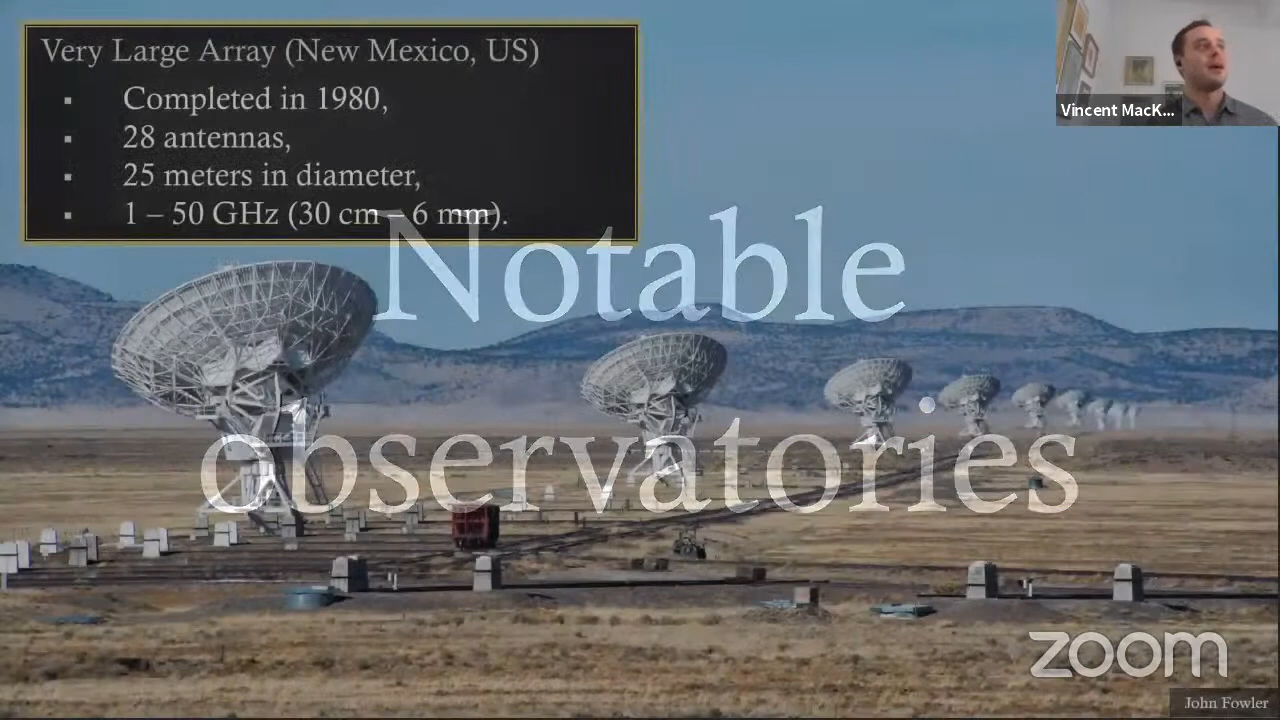 Very Large Array (New Mexico, US)
▪ Completed in 1980,
▪ 28 antennas,
▪ 25 meters in diameter,
▪ 1 – 50 GHz (30 cm – 6 mm).
Vincent MacK...
Notable
observatories
zoom
John Fowler